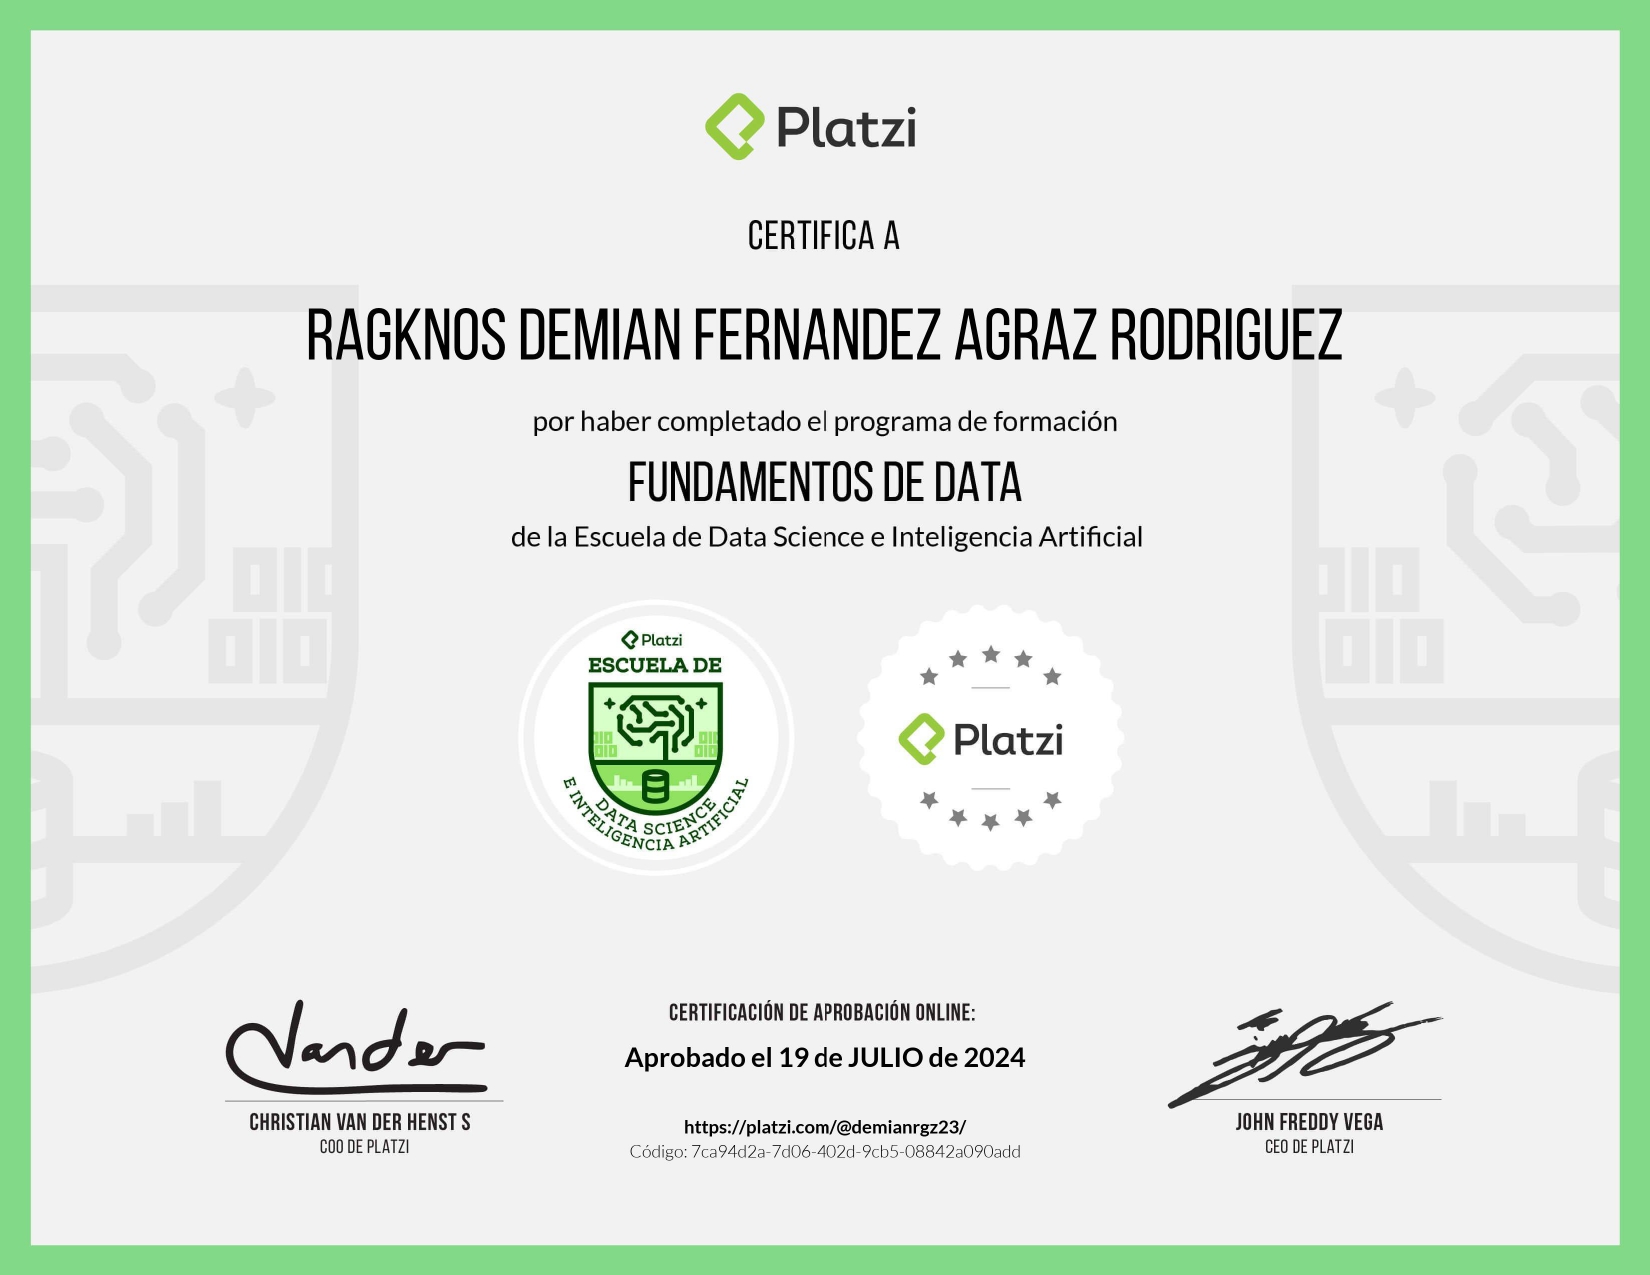 Platzi
CERTIFICA A
RAGKNOS DEMIAN FERNANDEZ AGRAZ RODRIGUEZ
por haber completado el programa de formación
FUNDAMENTOS DE DATA
de la Escuela de Data Science e Inteligencia Artificial
Platzi
ESCUELA DE
DATA SCIENCE
E INTELIGENCIA ARTIFICIAL
Platzi
Vander
CHRISTIAN VAN DER HENST S
COO DE PLATZI
CERTIFICACIÓN DE APROBACIÓN ONLINE:
Aprobado el 19 de JULIO de 2024
https://platzi.com/@demianrgz23/
Código: 7ca94d2a-7d06-402d-9cb5-08842a090add
JOHN FREDDY VEGA
CEO DE PLATZI